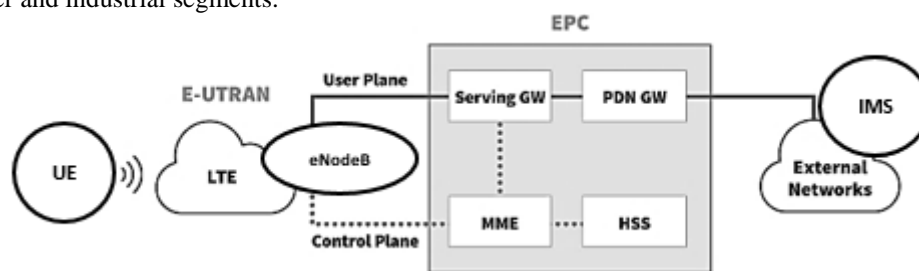 er and industrial segments.
EPC
User Plane
Serving GW
PDN GW
IMS
E-UTRAN
UE
LTE
eNodeB
External
Networks
MME
HSS
Control Plane